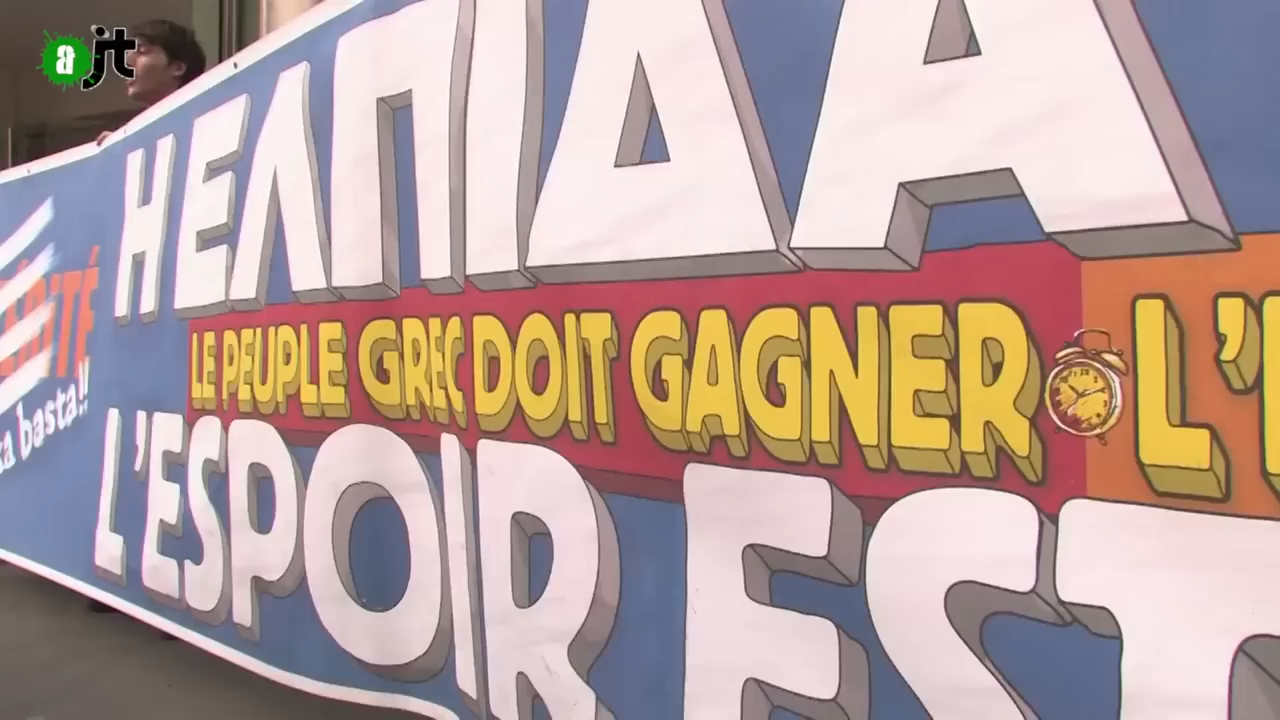 ajt
Η ΕΛΠΙΔΑ
LE PEUPLE GREC DOIT GAGNER L'
basta!!
L'ESPOIR EST